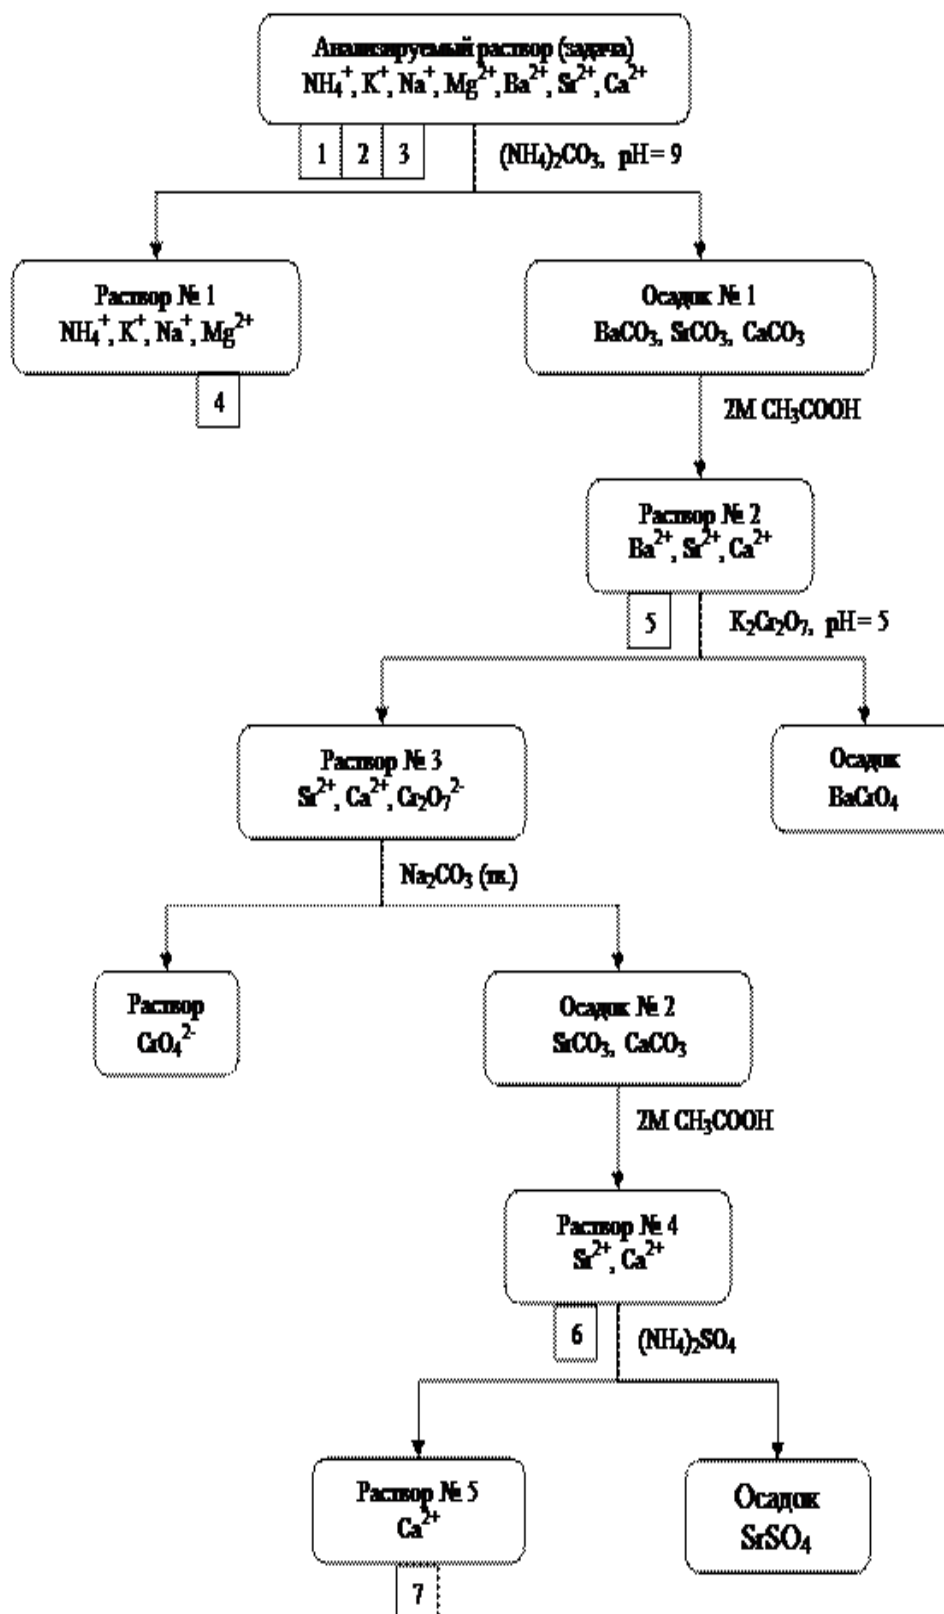 Анализируемый раствор (задача)
NH₄⁺, K⁺, Na⁺, Mg²⁺, Ba²⁺, Sr²⁺, Ca²⁺
1 2 3
(NH₄)₂CO₃, pH = 9
Раствор № 1
NH₄⁺, K⁺, Na⁺, Mg²⁺
4
Осадок № 1
BaCO₃, SrCO₃, CaCO₃
2M CH₃COOH
Раствор № 2
Ba²⁺, Sr²⁺, Ca²⁺
5
K₂Cr₂O₇, pH = 5
Раствор № 3
Sr²⁺, Ca²⁺, Cr₂O₇²⁻
Осадок
BaCrO₄
Na₂CO₃ (тв.)
Раствор
CrO₄²⁻
Осадок № 2
SrCO₃, CaCO₃
2M CH₃COOH
Раствор № 4
Sr²⁺, Ca²⁺
6
(NH₄)₂SO₄
Раствор № 5
Ca²⁺
7
Осадок
SrSO₄